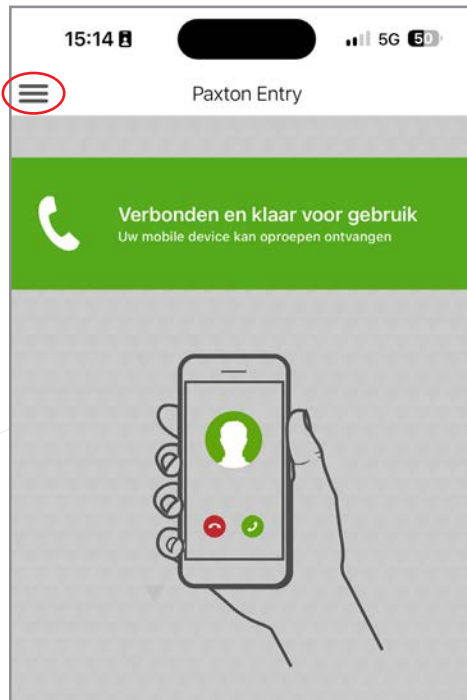 15:14
5G 50
Paxton Entry
Verbonden en klaar voor gebruik
Uw mobile device kan oproepen ontvangen